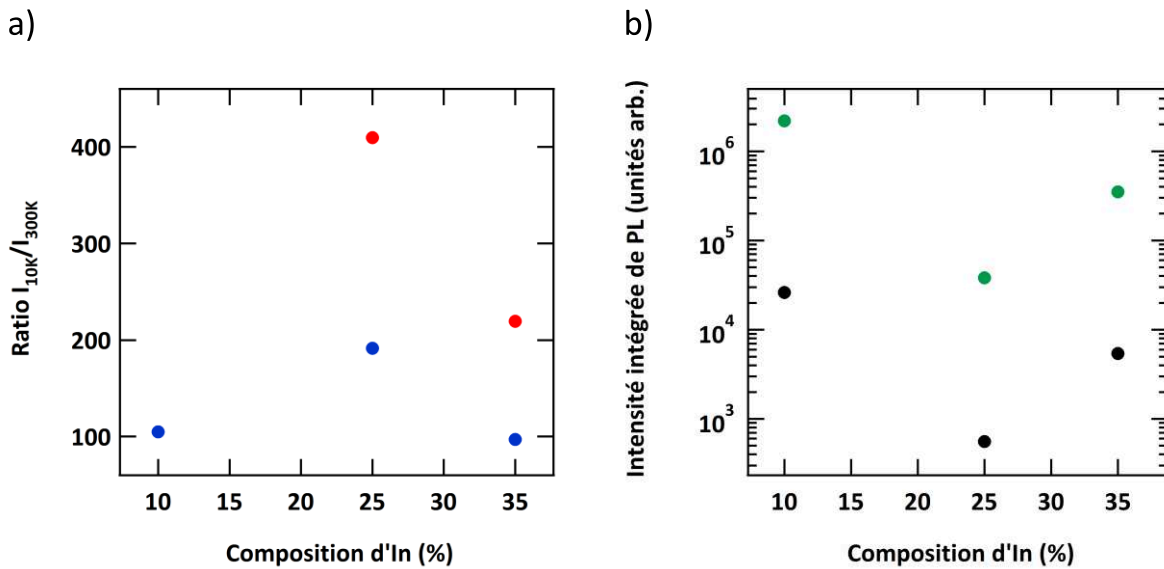 a)
b)
Ratio I10K/I300K
400
300
200
100
10 15 20 25 30 35
Composition d'In (%)
Intensité intégrée de PL (unités arb.)
10^6
10^5
10^4
10^3
10 15 20 25 30 35
Composition d'In (%)